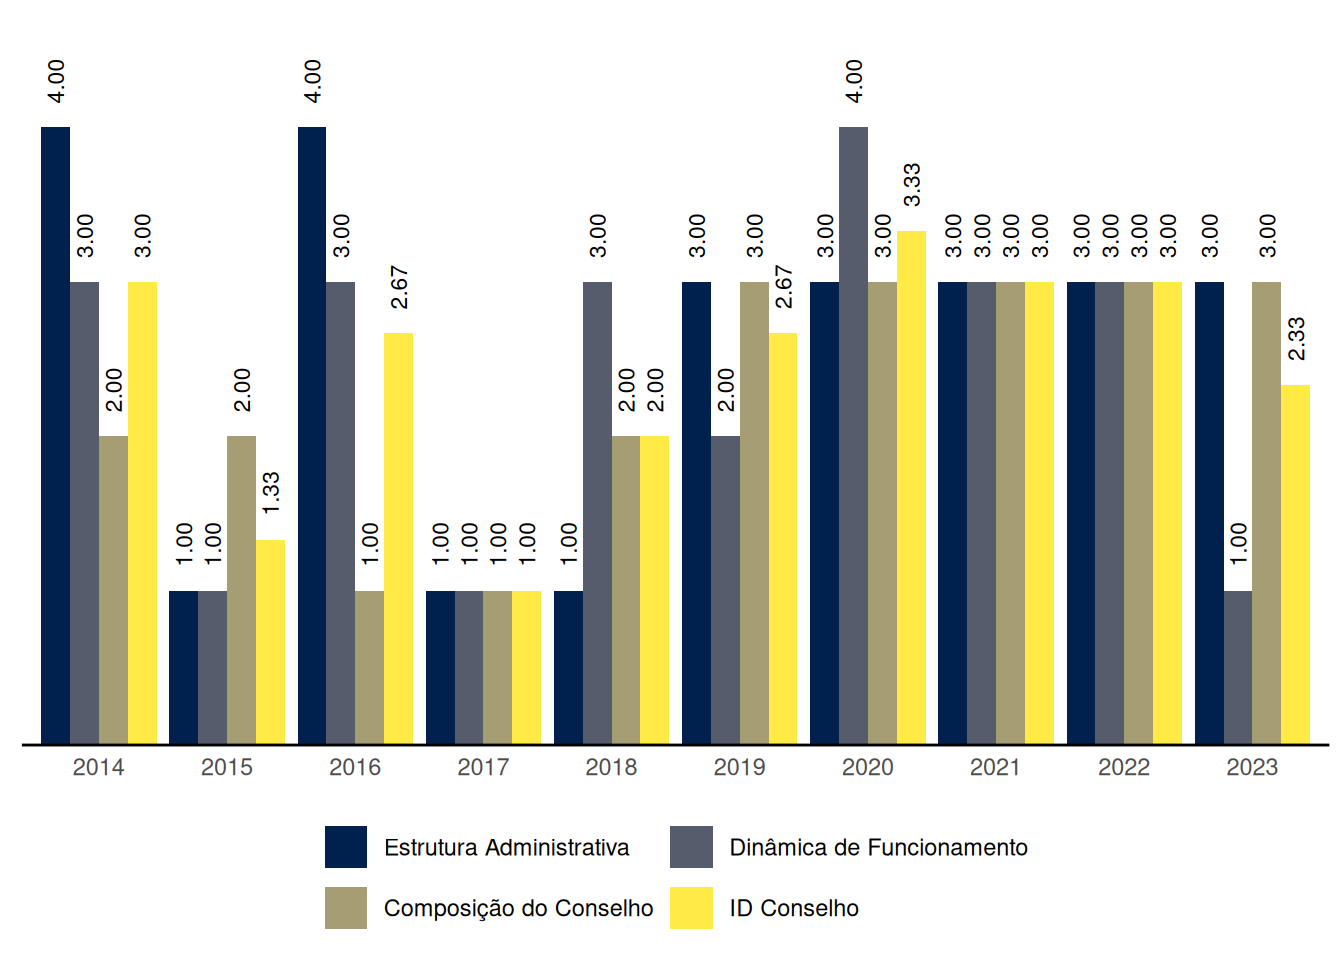 4.00 3.00 2.00 3.00
1.00 1.00 2.00 1.33
4.00 3.00 1.00 2.67
1.00 1.00 1.00 1.00
1.00 3.00 2.00 2.00
3.00 2.00 3.00 2.67
3.00 4.00 3.00 3.33
3.00 3.00 3.00 3.00
3.00 3.00 3.00 3.00
3.00 1.00 3.00 2.33
2014 2015 2016 2017 2018 2019 2020 2021 2022 2023
Estrutura Administrativa Dinâmica de Funcionamento
Composição do Conselho ID Conselho